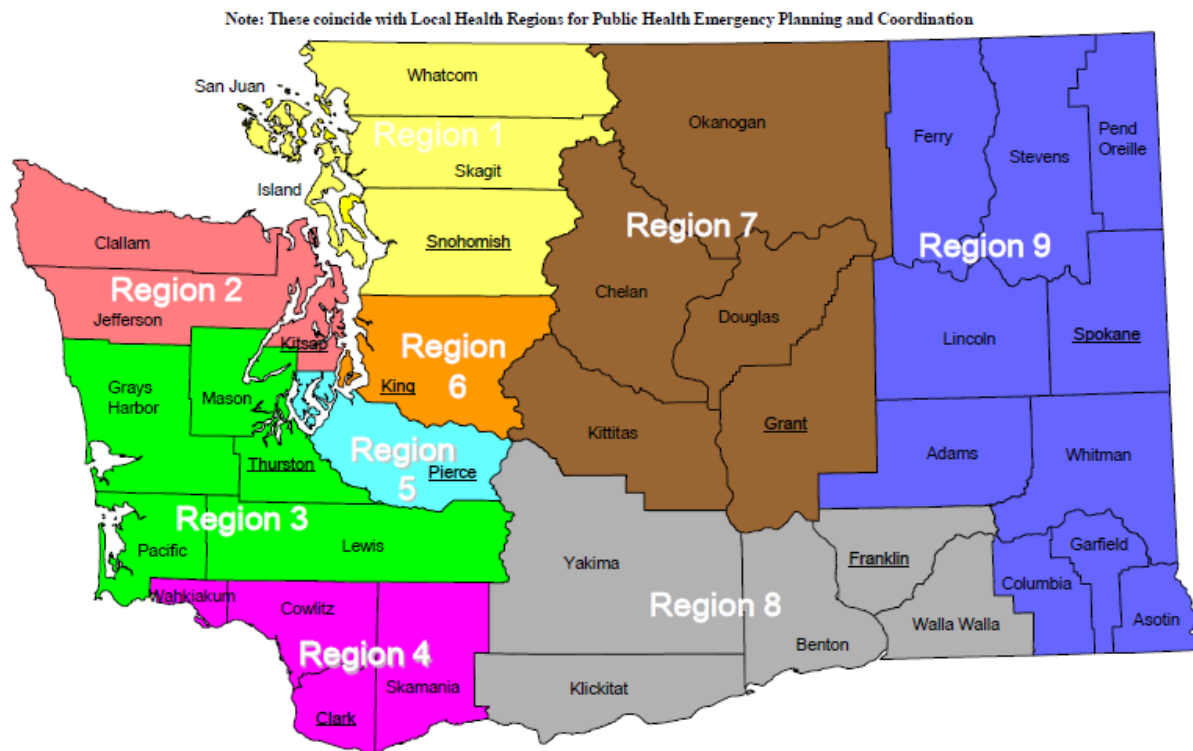 Note: These coincide with Local Health Regions for Public Health Emergency Planning and Coordination
Whatcom
San Juan
Region 1
Skagit
Island
Snohomish
Okanogan
Ferry
Stevens
Pend
Oreille
Region 7
Region 9
Chelan
Douglas
Lincoln
Spokane
Clallam
Region 2
Jefferson
Kitsap
Region
6
King
Grays
Harbor
Mason
Thurston
Region
5
Pierce
Kittitas
Grant
Adams
Whitman
Region 3
Pacific
Lewis
Yakima
Franklin
Garfield
Columbia
Asotin
Wahkiakum
Cowlitz
Region 4
Clark
Skamania
Region 8
Benton
Walla Walla
Klickitat